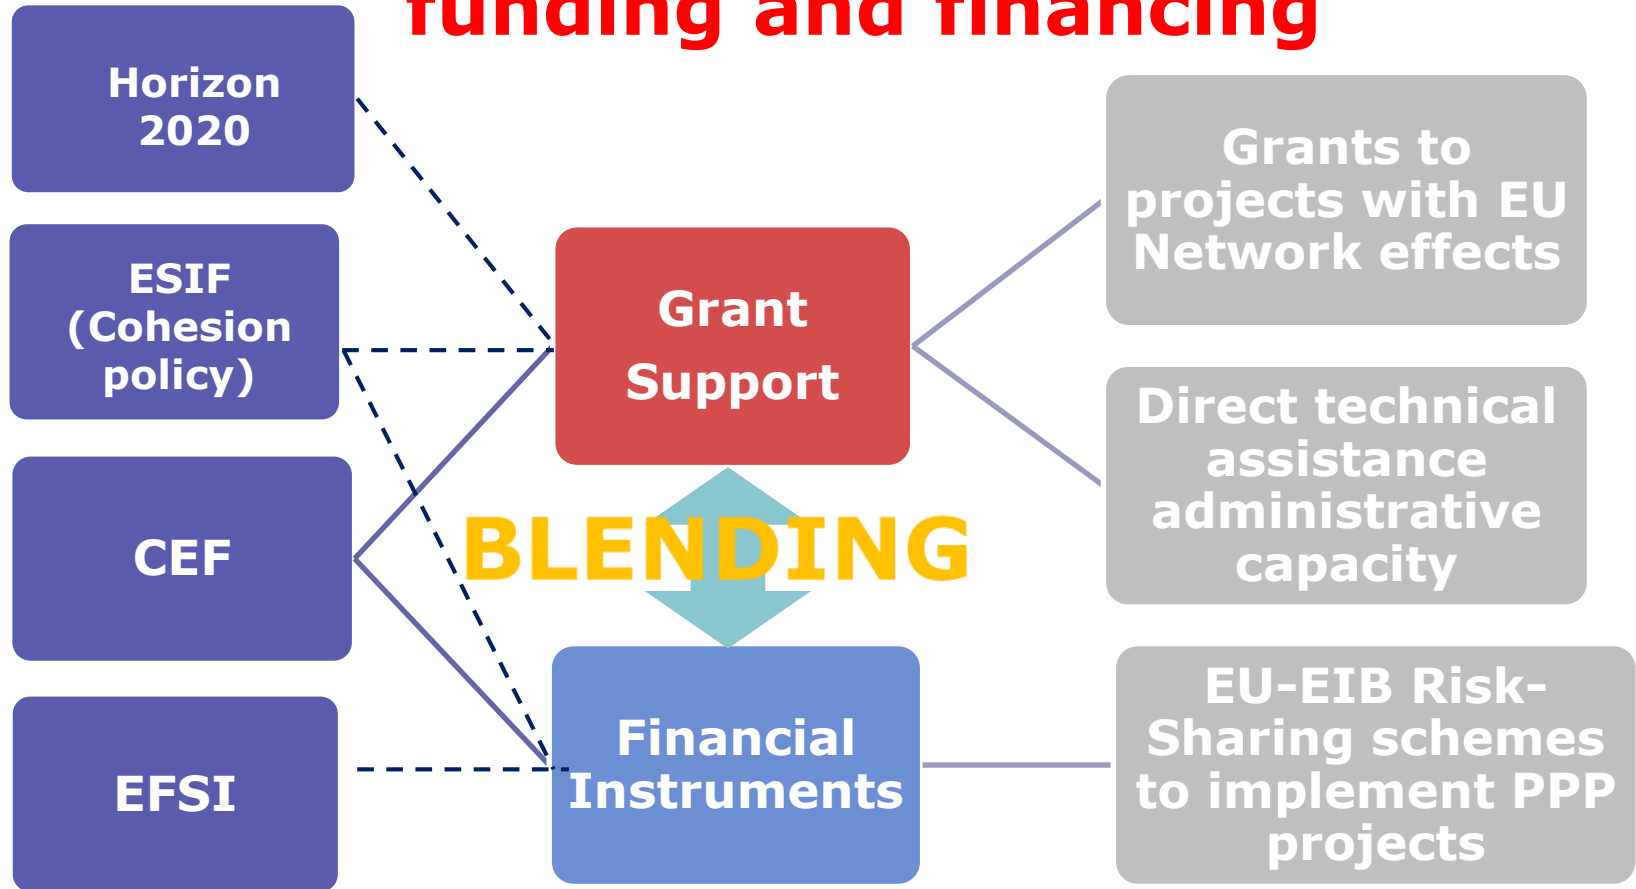 funding and financing
Horizon
2020
ESIF
(Cohesion
policy)
CEF
EFSI
Grant
Support
BLENDING
Financial
Instruments
Grants to
projects with EU
Network effects
Direct technical
assistance
administrative
capacity
EU-EIB Risk-
Sharing schemes
to implement PPP
projects